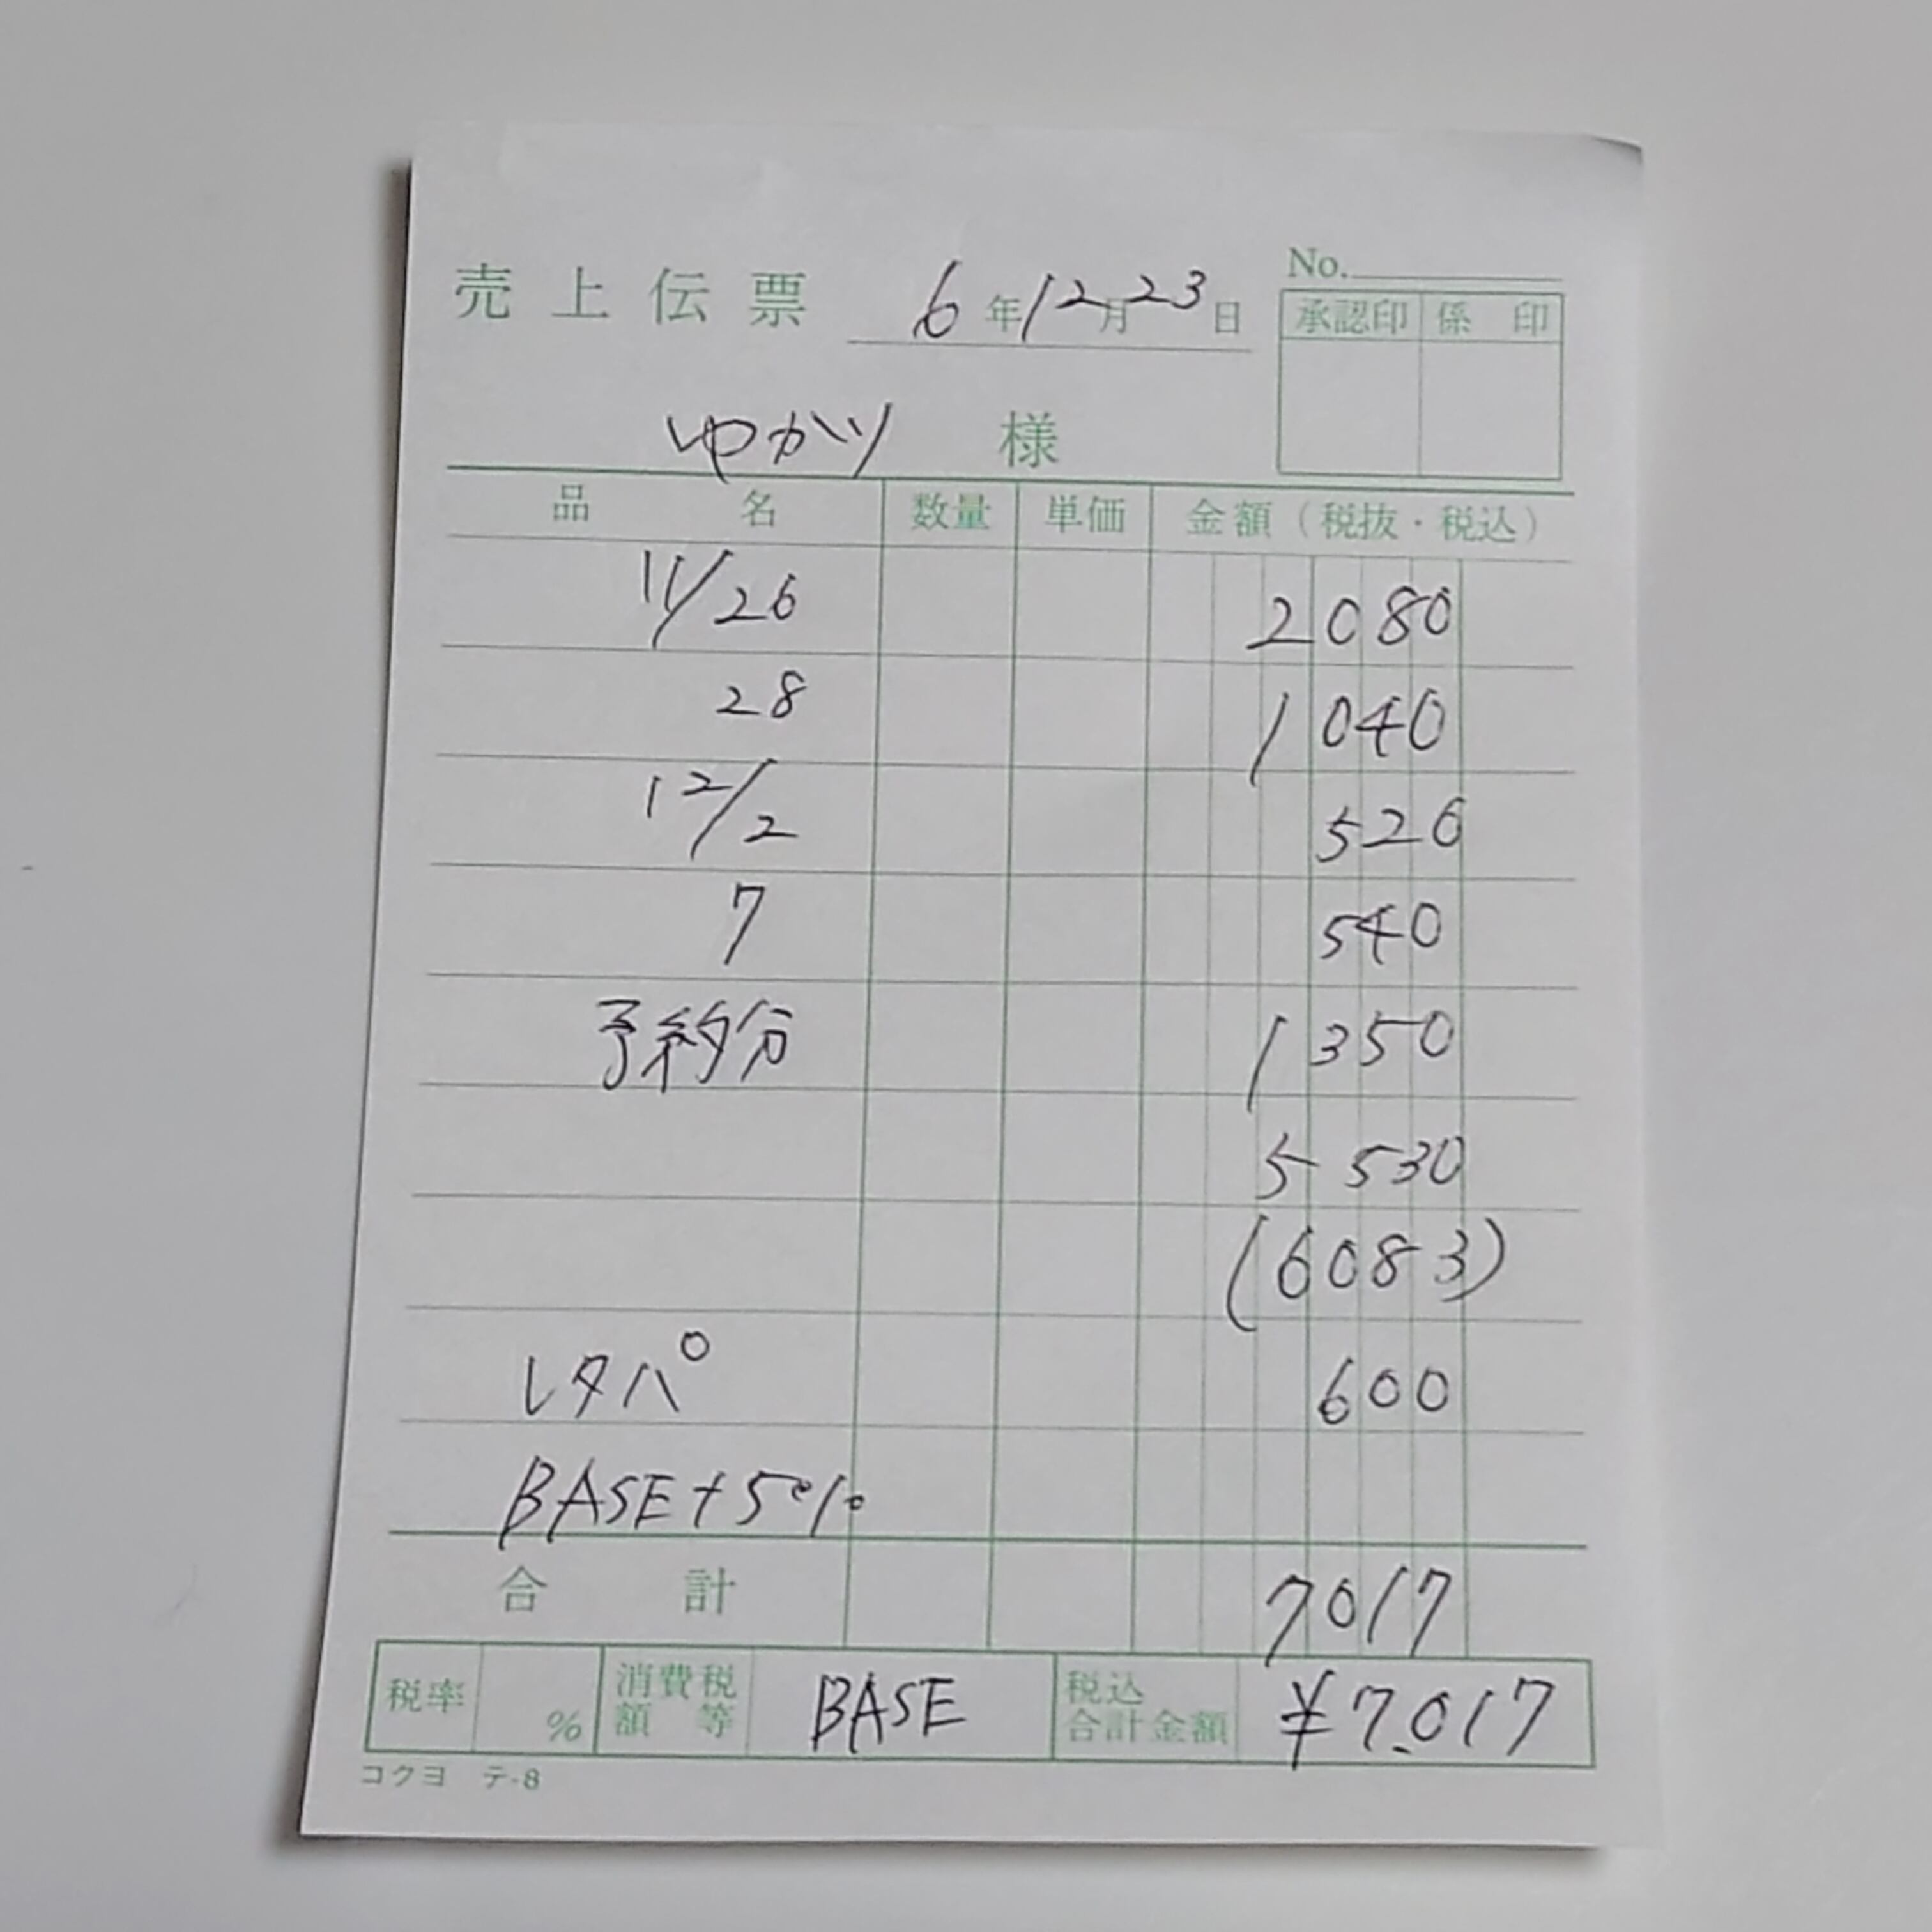 売上伝票 6年12月23日 No.
承認印 係印
ゆかり 様
品名 数量 単価 金額(税抜・税込)
11/26 2080
28 1040
12/2 520
7 540
予約分 1350
5530
(6083)
レタパ 600
BASE+5%
合計 7017
税率 % 消費税額等 BASE 税込合計金額 ¥7,017
コクヨ テ-8